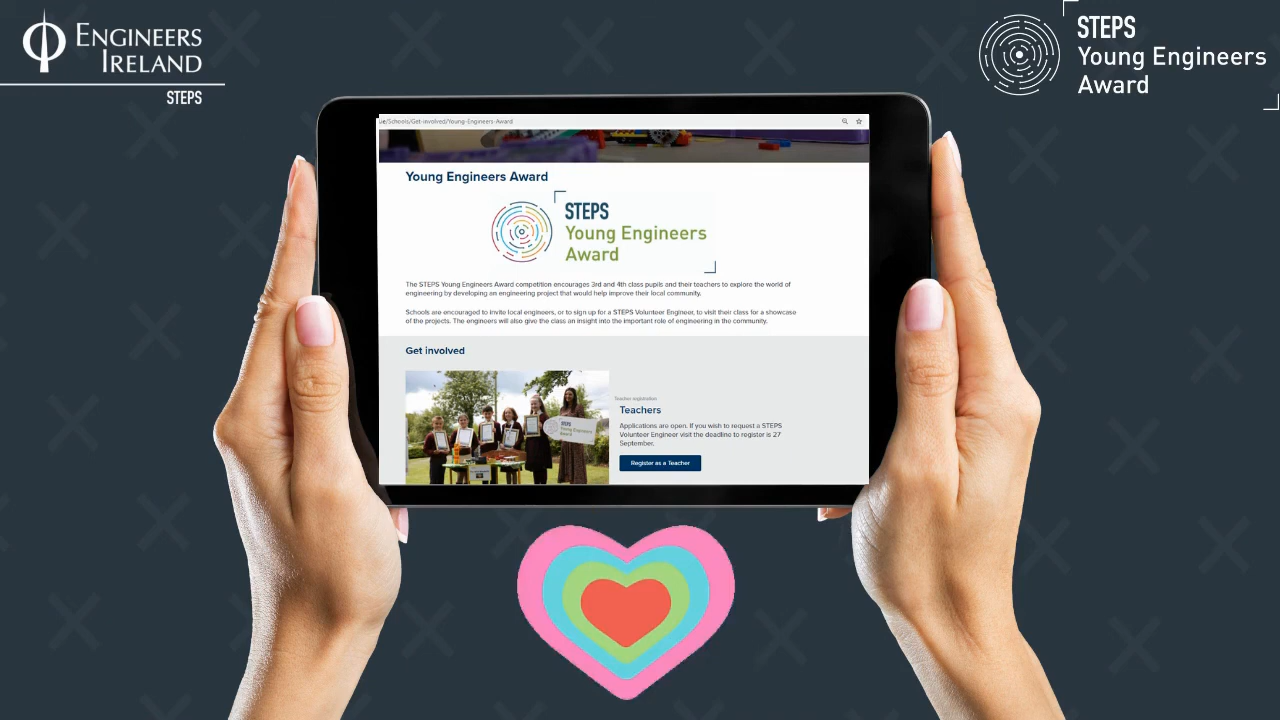 ENGINEERS
IRELAND
STEPS
STEPS
Young Engineers
Award
ie/Schools/Get-involved/Young-Engineers-Award
Young Engineers Award
STEPS
Young Engineers
Award
The STEPS Young Engineers Award competition encourages 3rd and 4th class pupils and their teachers to explore the world of
engineering by developing an engineering project that would help improve their local community.
Schools are encouraged to invite local engineers, or to sign up for a STEPS Volunteer Engineer, to visit their class for a showcase
of the projects. The engineers will also give the class an insight into the important role of engineering in the community.
Get involved
STEPS
Young Engineers
Award
Teacher registration
Teachers
Applications are open. If you wish to request a STEPS
Volunteer Engineer visit the deadline to register is 27
September.
Register as a Teacher